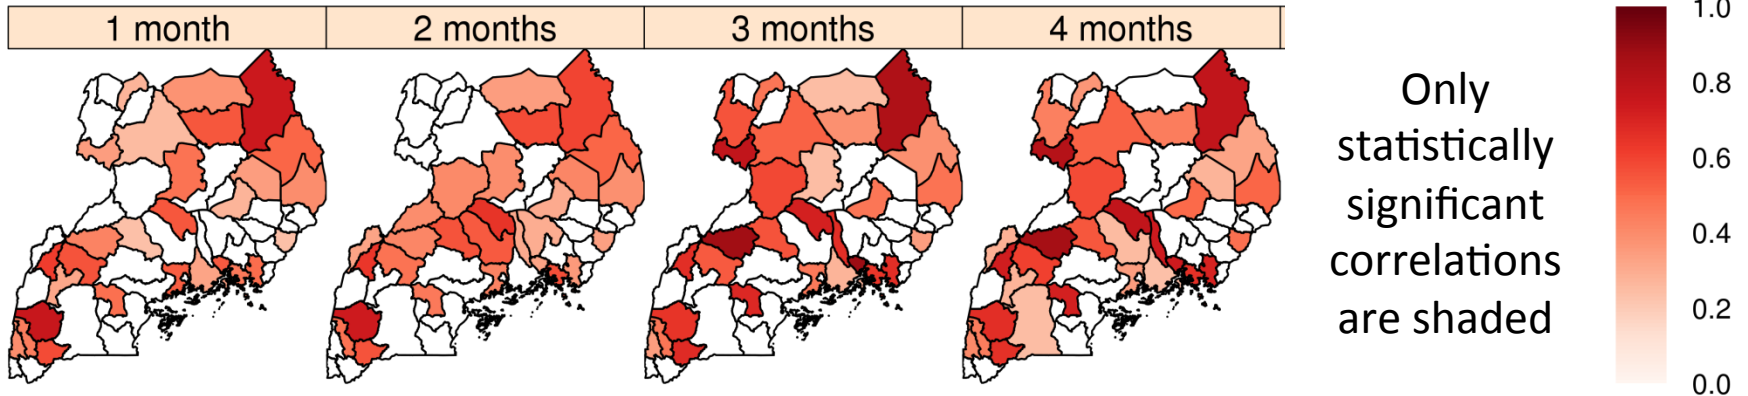 1 month
2 months
3 months
4 months
Only
statistically
significant
correlations
are shaded
1.0
0.8
0.6
0.4
0.2
0.0